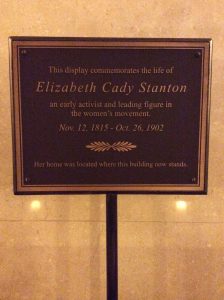 This display commemorates the life of
Elizabeth Cady Stanton
an early activist and leading figure in
the women's movement.
Nov. 12, 1815 - Oct. 26, 1902
Her home was located where this building now stands.